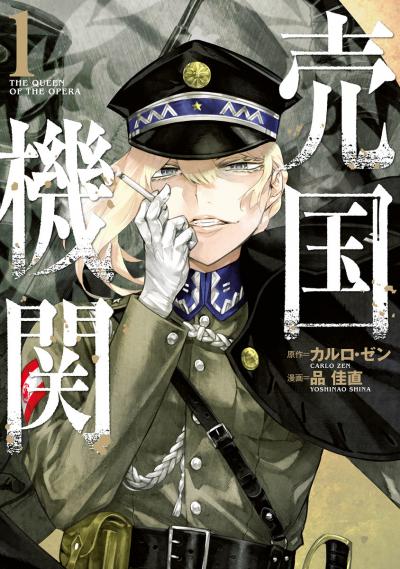 売国
機関
1
THE QUEEN
OF THE OPERA
原作=カルロ・ゼン
CARLO ZEN
漫画=品 佳直
YOSHINAO SHINA